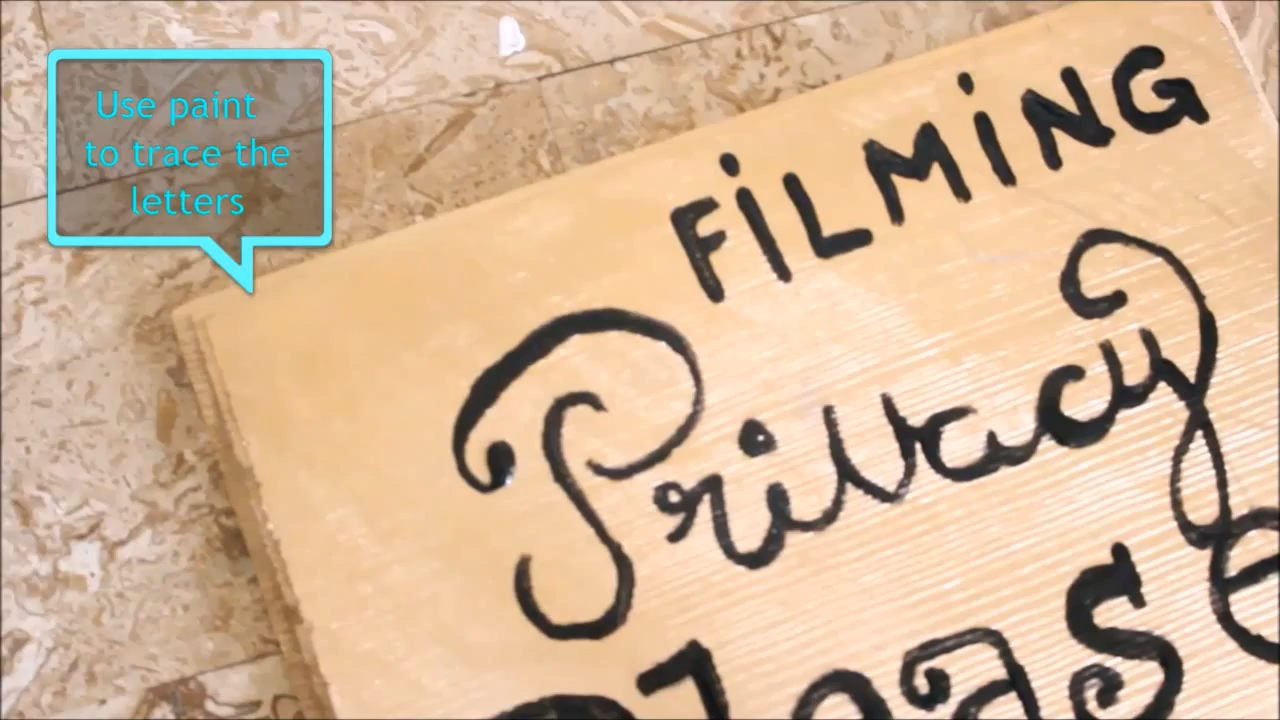 Use paint
to trace the
letters
FiLMiNG
Privacy